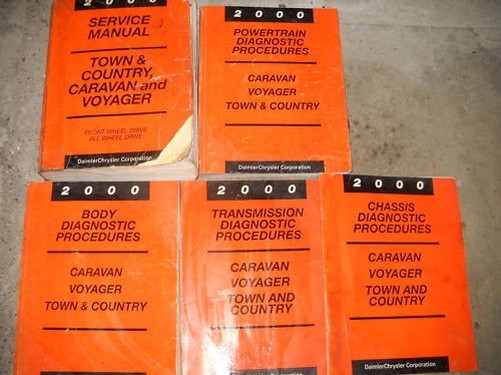 2000
SERVICE
MANUAL
TOWN &
COUNTRY,
CARAVAN and
VOYAGER
FRONT WHEEL DRIVE
ALL WHEEL DRIVE
DaimlerChrysler Corporation
2000
POWERTRAIN
DIAGNOSTIC
PROCEDURES
CARAVAN
VOYAGER
TOWN & COUNTRY
DaimlerChrysler Corporation
2000
BODY
DIAGNOSTIC
PROCEDURES
CARAVAN
VOYAGER
TOWN & COUNTRY
2000
TRANSMISSION
DIAGNOSTIC
PROCEDURES
CARAVAN
VOYAGER
TOWN AND
COUNTRY
2000
CHASSIS
DIAGNOSTIC
PROCEDURES
CARAVAN
VOYAGER
TOWN AND
COUNTRY
DaimlerChrysler Corporation